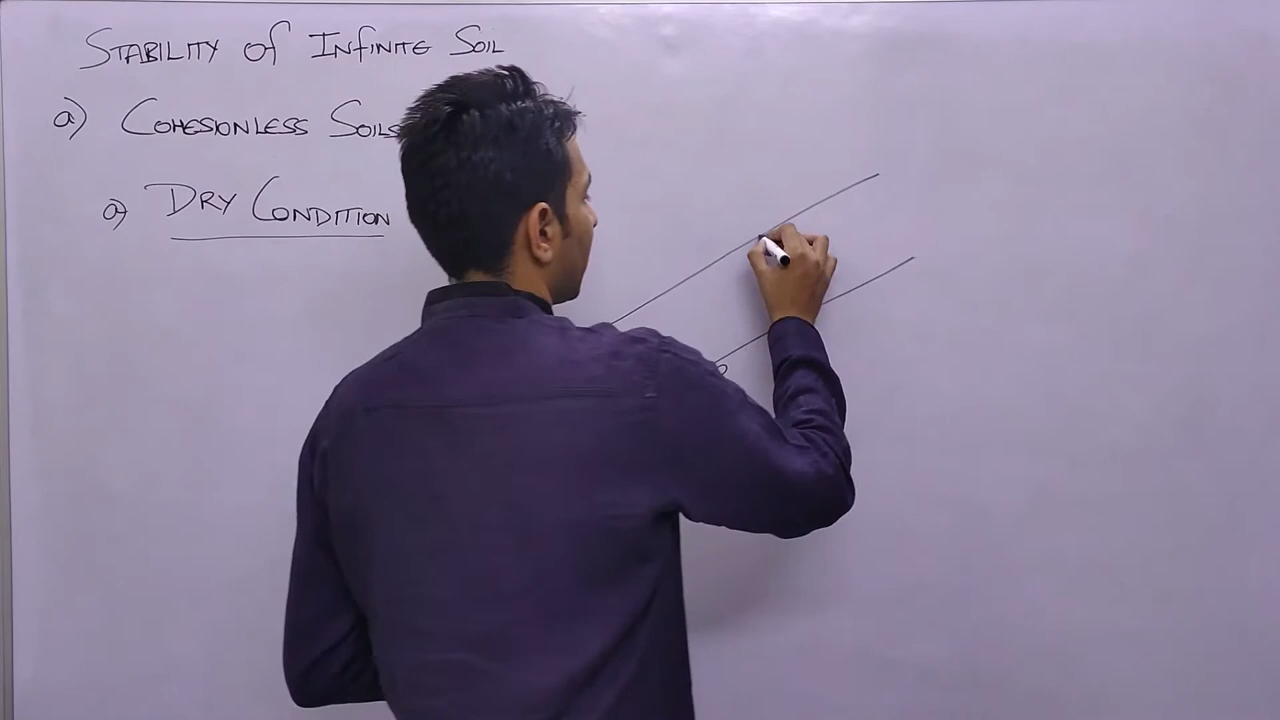 STABILITY of INFINITE SOIL
a) COHESIONLESS SOILS
a) DRY CONDITION